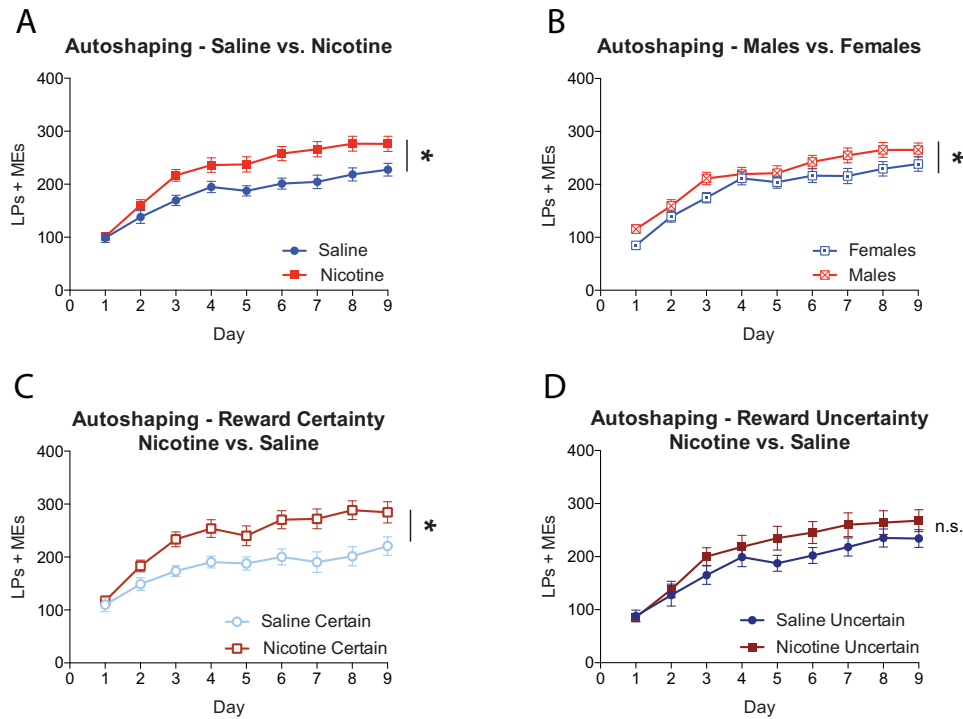 A
Autoshaping - Saline vs. Nicotine
400
300
200
100
0
LPs + MEs
*
Saline
Nicotine
0 1 2 3 4 5 6 7 8 9
Day
B
Autoshaping - Males vs. Females
400
300
200
100
0
LPs + MEs
*
Females
Males
0 1 2 3 4 5 6 7 8 9
Day
C
Autoshaping - Reward Certainty
Nicotine vs. Saline
400
300
200
100
0
LPs + MEs
*
Saline Certain
Nicotine Certain
0 1 2 3 4 5 6 7 8 9
Day
D
Autoshaping - Reward Uncertainty
Nicotine vs. Saline
400
300
200
100
0
LPs + MEs
n.s.
Saline Uncertain
Nicotine Uncertain
0 1 2 3 4 5 6 7 8 9
Day